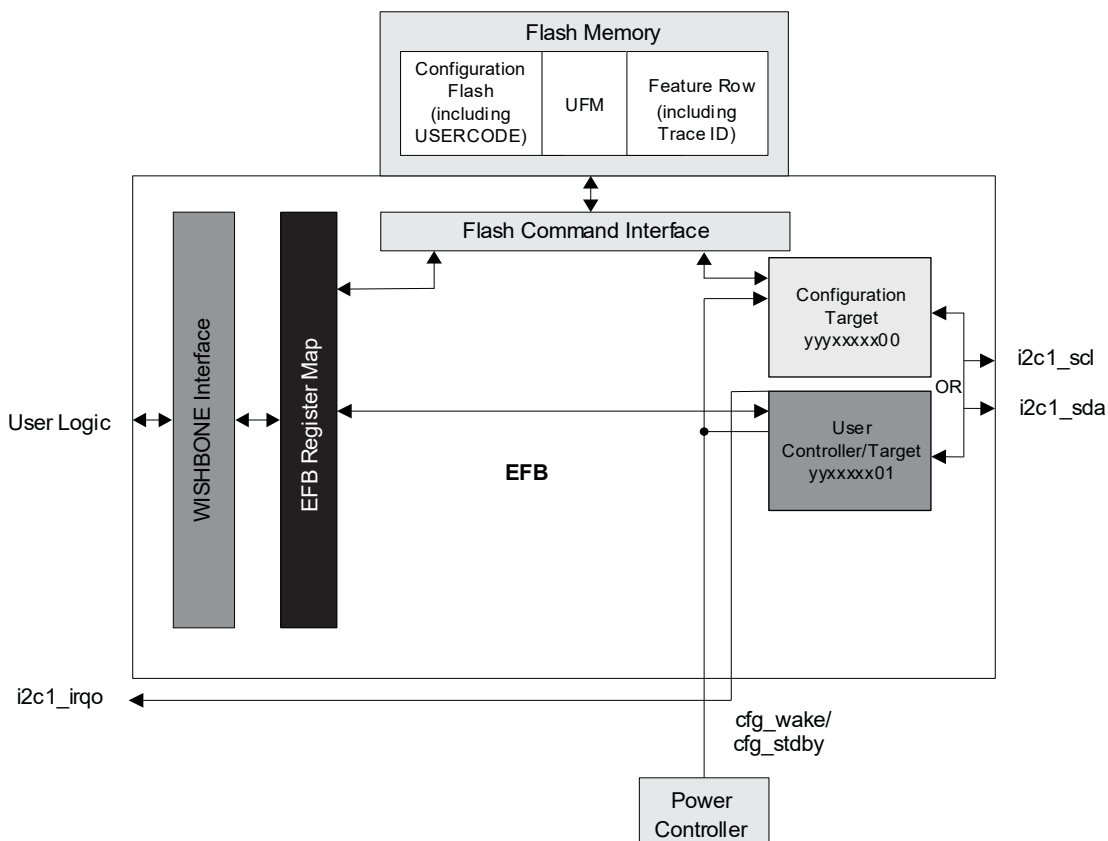 Flash Memory
Configuration
Flash
(including
USERCODE)
UFM
Feature Row
(including
Trace ID)
Flash Command Interface
WISHBONE Interface
EFB Register Map
Configuration
Target
yyyxxxxx00
i2c1_scl
OR
i2c1_sda
User Logic
User
Controller/Target
yyxxxxx01
EFB
i2c1_irqo
cfg_wake/
cfg_stdby
Power
Controller